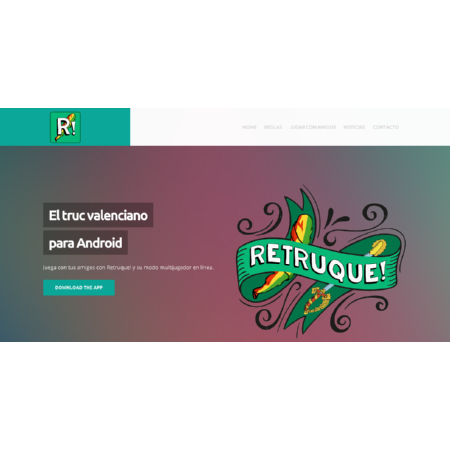 R!
HOME REGLAS JUGAR CON AMIGOS NOTICIAS CONTACTO
El truc valenciano
para Android
Juega con tus amigos con Retruque! y su modo multijugador en línea.
DOWNLOAD THE APP
RETRUQUE!